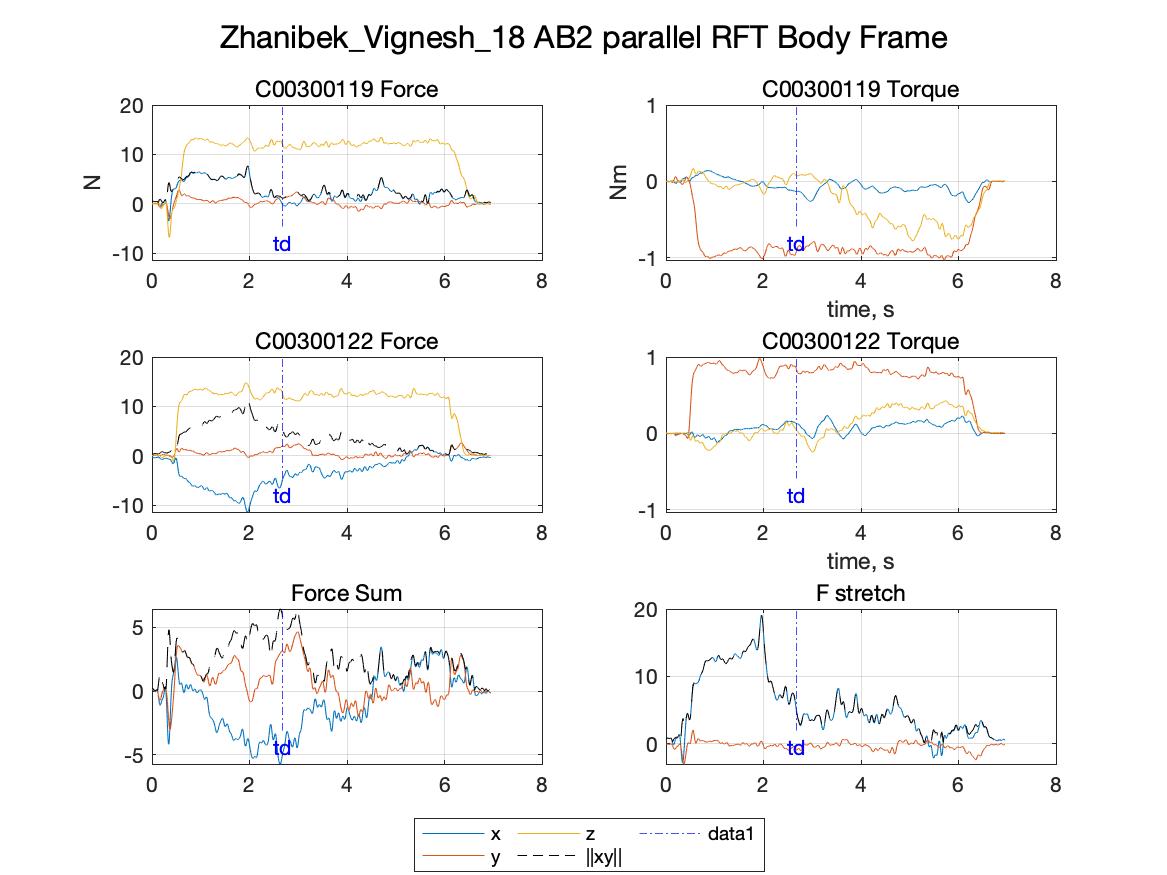 Zhanibek_Vignesh_18 AB2 parallel RFT Body Frame
C00300119 Force
20
10
0
-10
N
td
0 2 4 6 8
C00300119 Torque
1
0
-1
Nm
td
0 2 4 6 8
time, s
C00300122 Force
20
10
0
-10
td
0 2 4 6 8
C00300122 Torque
1
0
-1
td
0 2 4 6 8
time, s
Force Sum
5
0
-5
td
0 2 4 6 8
F stretch
20
10
0
td
0 2 4 6 8
x z data1
y ||xy||